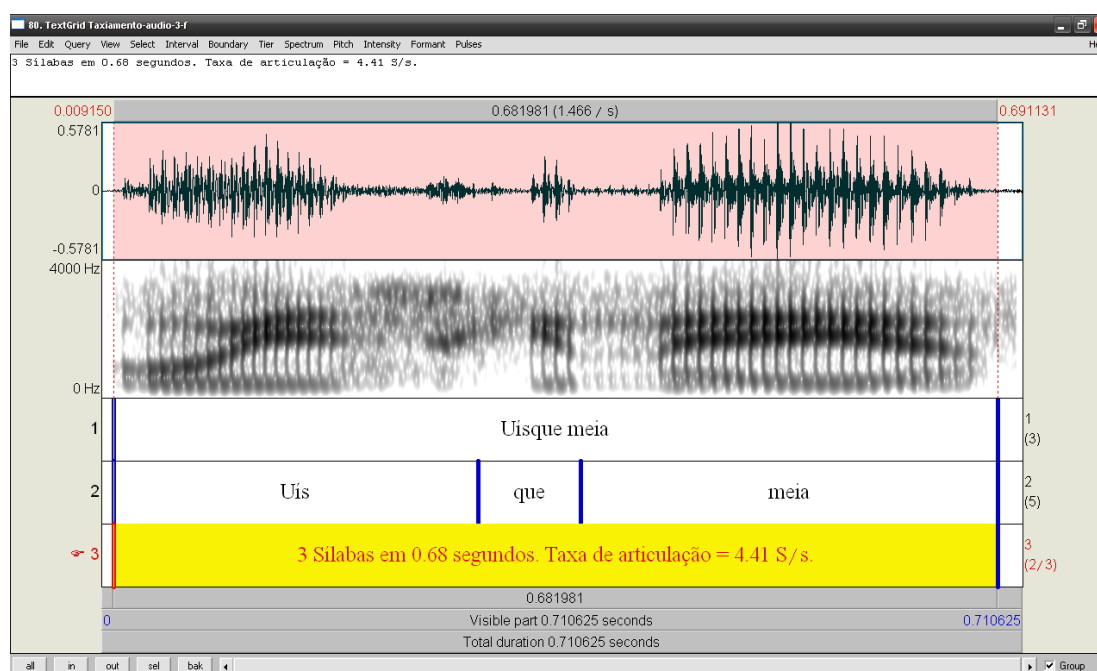 80. TextGrid Taxiamento-audio-3-f
File Edit Query View Select Interval Boundary Tier Spectrum Pitch Intensity Formant Pulses He
3 Sílabas em 0.68 segundos. Taxa de articulação = 4.41 S/s.
0.009150 0.681981 (1.466 / s) 0.691131
0.5781
0
-0.5781
4000 Hz
0 Hz
1 Uísque meia 1 (3)
2 Uís que meia 2 (5)
3 3 Sílabas em 0.68 segundos. Taxa de articulação = 4.41 S/s. 3 (2/3)
0.681981
0 Visible part 0.710625 seconds 0.710625
Total duration 0.710625 seconds
all in out sel bak Group